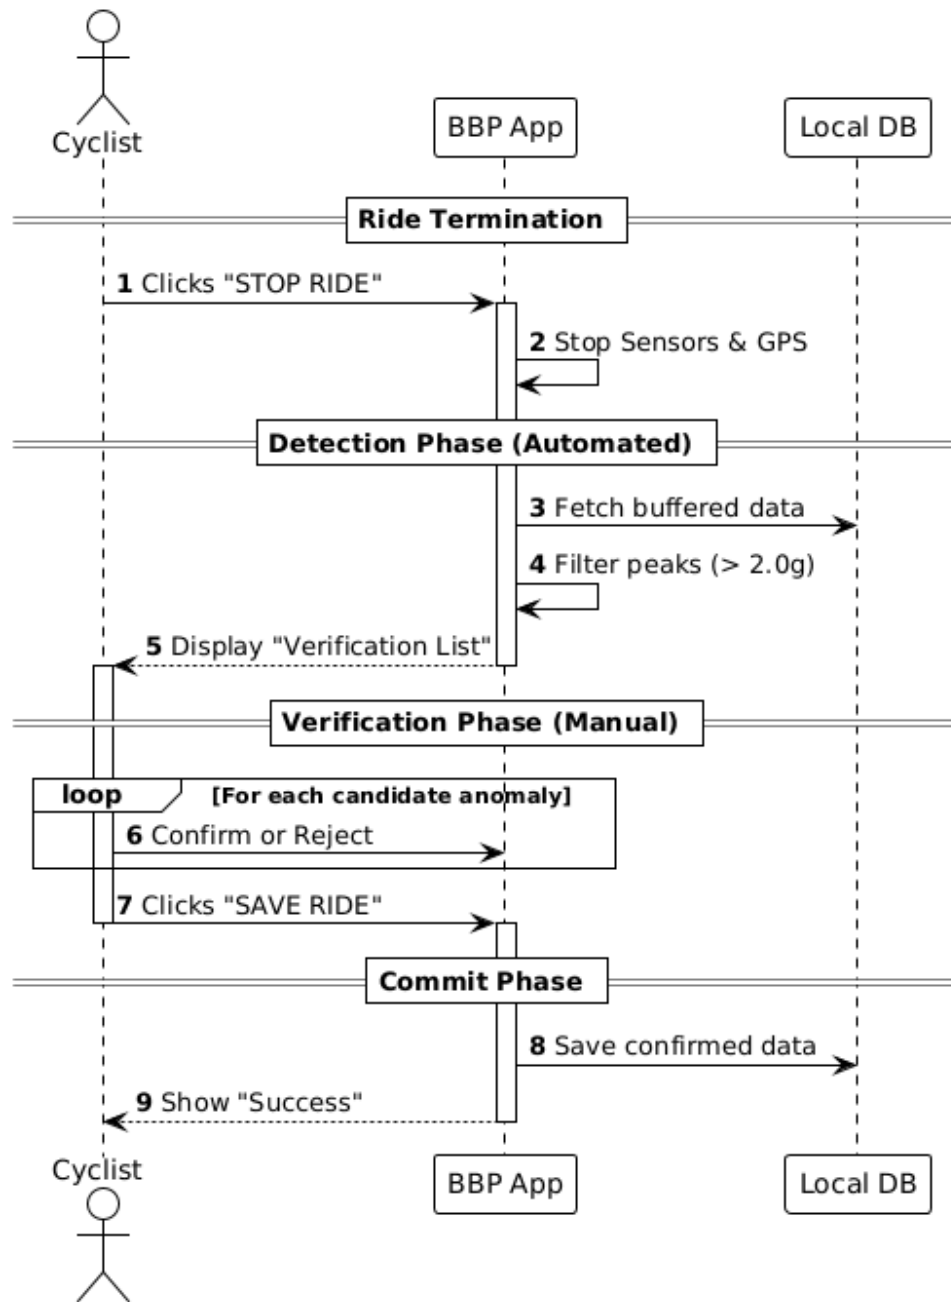 Cyclist
BBP App
Local DB
Ride Termination
1 Clicks "STOP RIDE"
2 Stop Sensors & GPS
Detection Phase (Automated)
3 Fetch buffered data
4 Filter peaks (> 2.0g)
5 Display "Verification List"
Verification Phase (Manual)
loop [For each candidate anomaly]
6 Confirm or Reject
7 Clicks "SAVE RIDE"
Commit Phase
8 Save confirmed data
9 Show "Success"
Cyclist
BBP App
Local DB